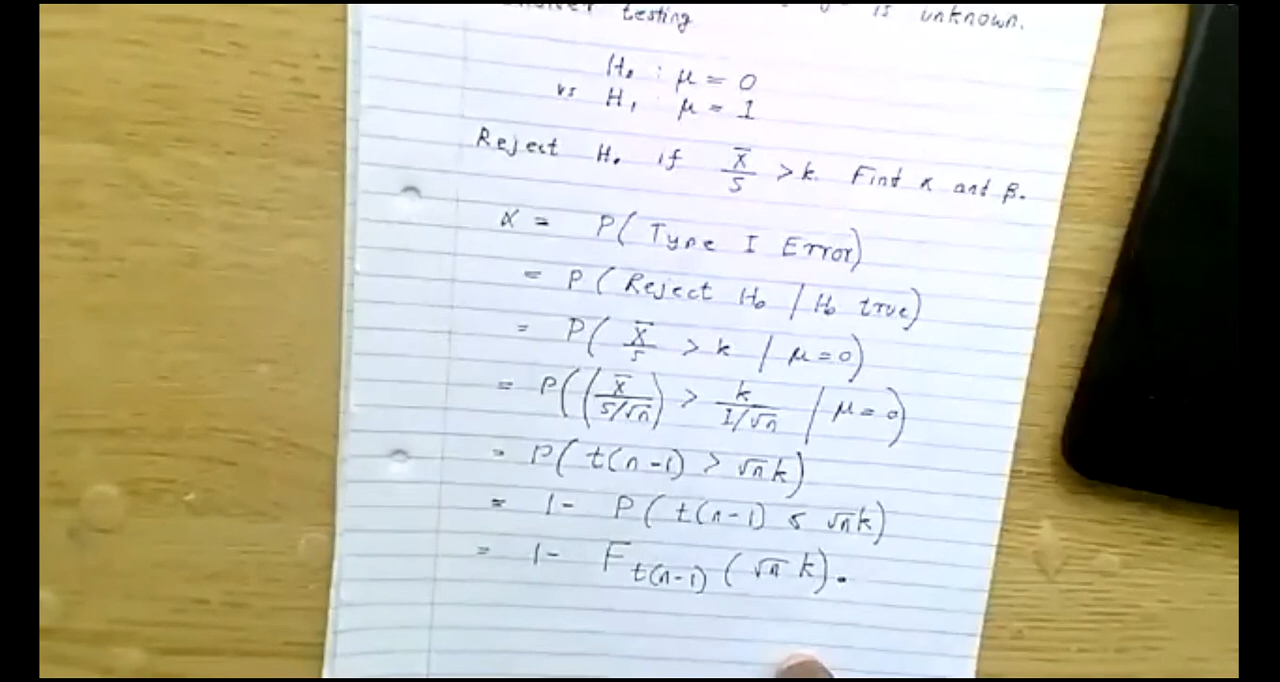 testing is unknown.
H₀ : μ = 0
vs H₁ : μ = 1
Reject H₀ if X̅/S > k. Find α and β.
α = P( Type I Error)
= P ( Reject H₀ | H₀ true)
= P( X̅/S > k | μ = 0)
= P( (X̅/(S/√n)) > k/(1/√n) | μ = 0)
= P( t(n-1) > √n k)
= 1 - P( t(n-1) ≤ √n k)
= 1 - F_t(n-1) ( √n k).